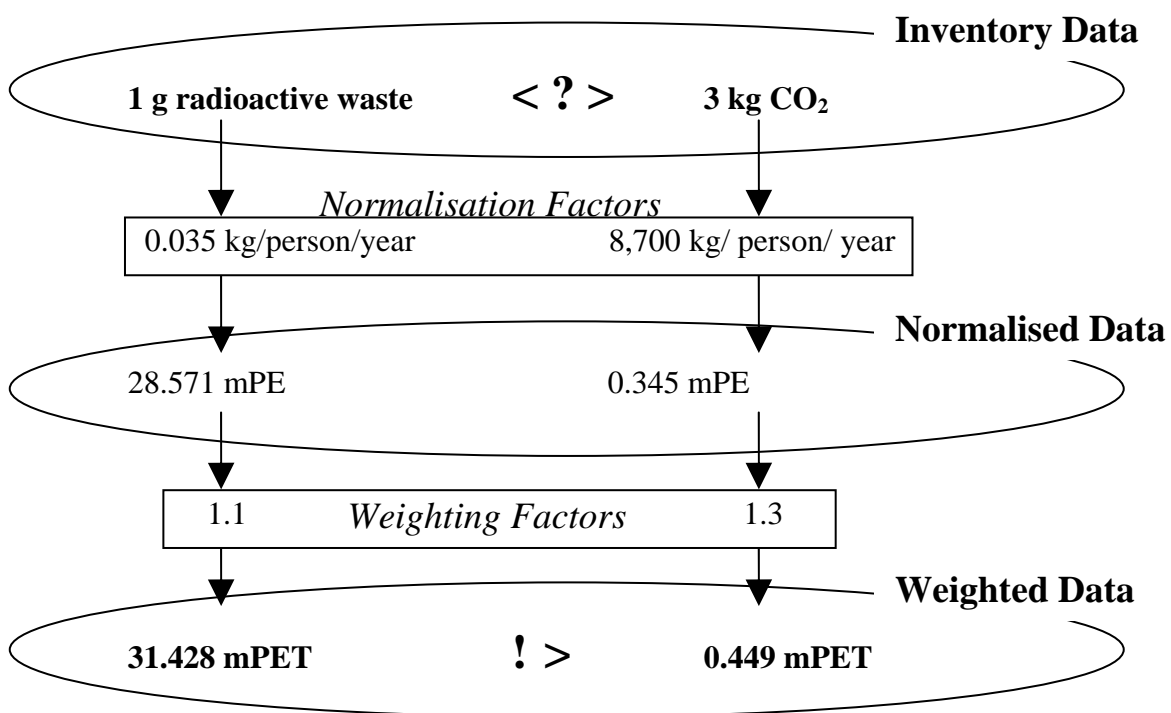 Inventory Data
1 g radioactive waste < ? > 3 kg CO₂
Normalisation Factors
0.035 kg/person/year 8,700 kg/ person/ year
Normalised Data
28.571 mPE 0.345 mPE
1.1 Weighting Factors 1.3
Weighted Data
31.428 mPET ! > 0.449 mPET